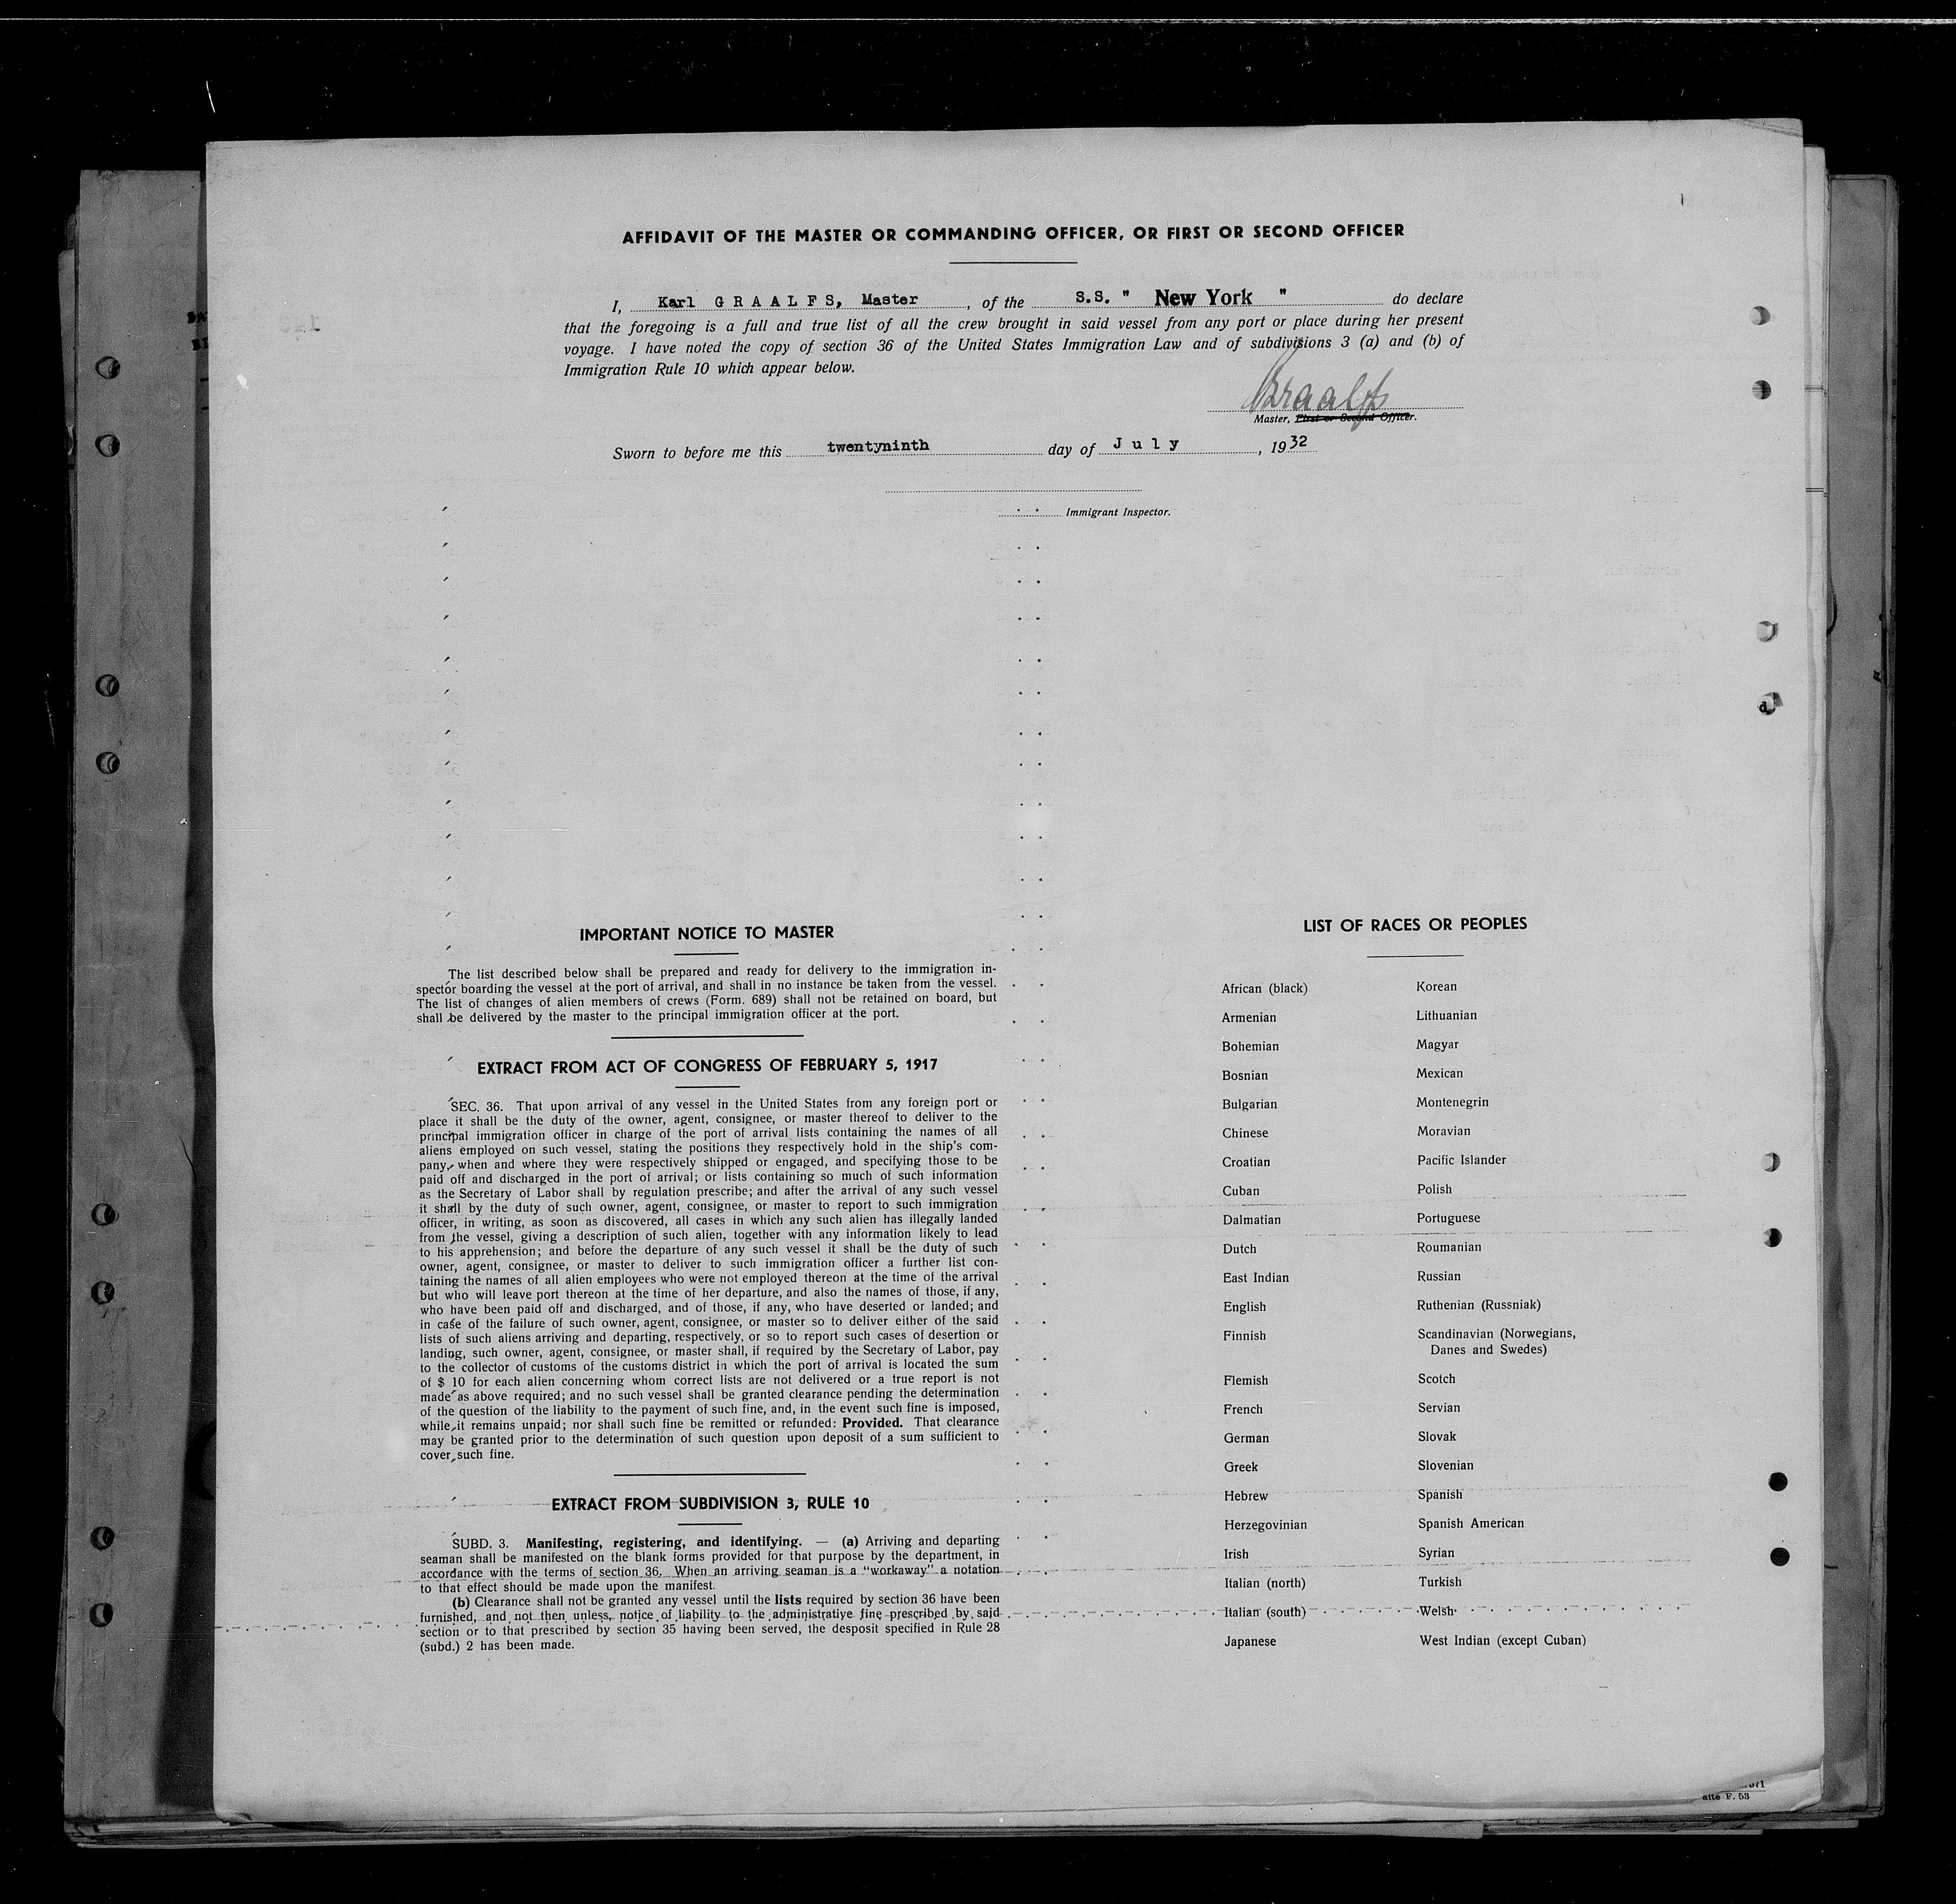 AFFIDAVIT OF THE MASTER OR COMMANDING OFFICER, OR FIRST OR SECOND OFFICER
I, Karl G R A A L F S, Master, of the S.S. " New York " do declare
that the foregoing is a full and true list of all the crew brought in said vessel from any port or place during her present
voyage. I have noted the copy of section 36 of the United States Immigration Law and of subdivisions 3 (a) and (b) of
Immigration Rule 10 which appear below.
Graalfs
Master, First or Second Officer.
Sworn to before me this twentyninth day of J u l y, 1932
Immigrant Inspector.
IMPORTANT NOTICE TO MASTER
The list described below shall be prepared and ready for delivery to the immigration in-
spector boarding the vessel at the port of arrival, and shall in no instance be taken from the vessel.
The list of changes of alien members of crews (Form. 689) shall not be retained on board, but
shall be delivered by the master to the principal immigration officer at the port.
EXTRACT FROM ACT OF CONGRESS OF FEBRUARY 5, 1917
SEC. 36. That upon arrival of any vessel in the United States from any foreign port or
place it shall be the duty of the owner, agent, consignee, or master thereof to deliver to the
principal immigration officer in charge of the port of arrival lists containing the names of all
aliens employed on such vessel, stating the positions they respectively hold in the ship's com-
pany, when and where they were respectively shipped or engaged, and specifying those to be
paid off and discharged in the port of arrival; or lists containing so much of such information
as the Secretary of Labor shall by regulation prescribe; and after the arrival of any such vessel
it shall by the duty of such owner, agent, consignee, or master to report to such immigration
officer, in writing, as soon as discovered, all cases in which any such alien has illegally landed
from the vessel, giving a description of such alien, together with any information likely to lead
to his apprehension; and before the departure of any such vessel it shall be the duty of such
owner, agent, consignee, or master to deliver to such immigration officer a further list con-
taining the names of all alien employees who were not employed thereon at the time of the arrival
but who will leave port thereon at the time of her departure, and also the names of those, if any,
who have been paid off and discharged, and of those, if any, who have deserted or landed; and
in case of the failure of such owner, agent, consignee, or master so to deliver either of the said
lists of such aliens arriving and departing, respectively, or so to report such cases of desertion or
landing, such owner, agent, consignee, or master shall, if required by the Secretary of Labor, pay
to the collector of customs of the customs district in which the port of arrival is located the sum
of $ 10 for each alien concerning whom correct lists are not delivered or a true report is not
made as above required; and no such vessel shall be granted clearance pending the determination
of the question of the liability to the payment of such fine, and, in the event such fine is imposed,
while it remains unpaid; nor shall such fine be remitted or refunded: Provided. That clearance
may be granted prior to the determination of such question upon deposit of a sum sufficient to
cover such fine.
EXTRACT FROM SUBDIVISION 3, RULE 10
SUBD. 3. Manifesting, registering, and identifying. — (a) Arriving and departing
seaman shall be manifested on the blank forms provided for that purpose by the department, in
accordance with the terms of section 36. When an arriving seaman is a "workaway" a notation
to that effect should be made upon the manifest.
(b) Clearance shall not be granted any vessel until the lists required by section 36 have been
furnished, and not then unless, notice of liability to the administrative fine prescribed by said
section or to that prescribed by section 35 having been served, the desposit specified in Rule 28
(subd.) 2 has been made.
LIST OF RACES OR PEOPLES
African (black) Korean
Armenian Lithuanian
Bohemian Magyar
Bosnian Mexican
Bulgarian Montenegrin
Chinese Moravian
Croatian Pacific Islander
Cuban Polish
Dalmatian Portuguese
Dutch Roumanian
East Indian Russian
English Ruthenian (Russniak)
Finnish Scandinavian (Norwegians,
Danes and Swedes)
Flemish Scotch
French Servian
German Slovak
Greek Slovenian
Hebrew Spanish
Herzegovinian Spanish American
Irish Syrian
Italian (north) Turkish
Italian (south) Welsh
Japanese West Indian (except Cuban)
F. 53